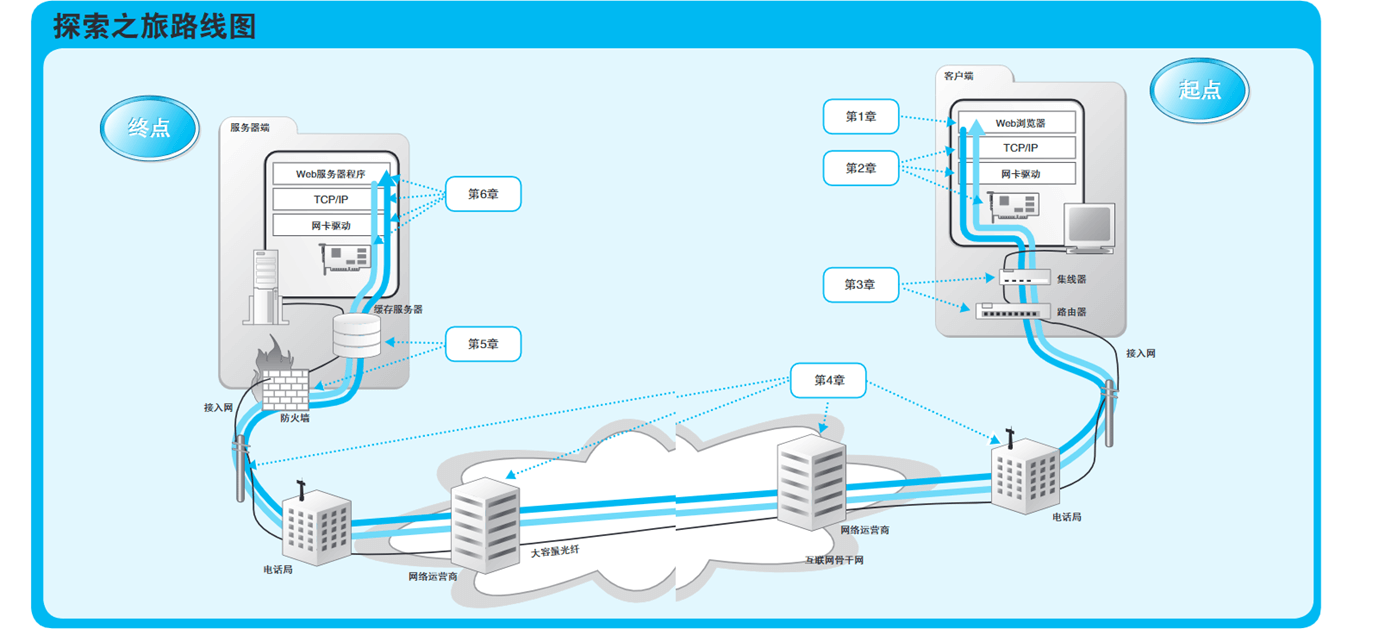 探索之旅路线图
终点
起点
服务器端
Web服务器程序
TCP/IP
网卡驱动
第6章
缓存服务器
第5章
接入网
防火墙
电话局
网络运营商
大容量光纤
客户端
第1章
Web浏览器
TCP/IP
第2章
网卡驱动
第3章
集线器
路由器
接入网
第4章
网络运营商
互联网骨干网
电话局